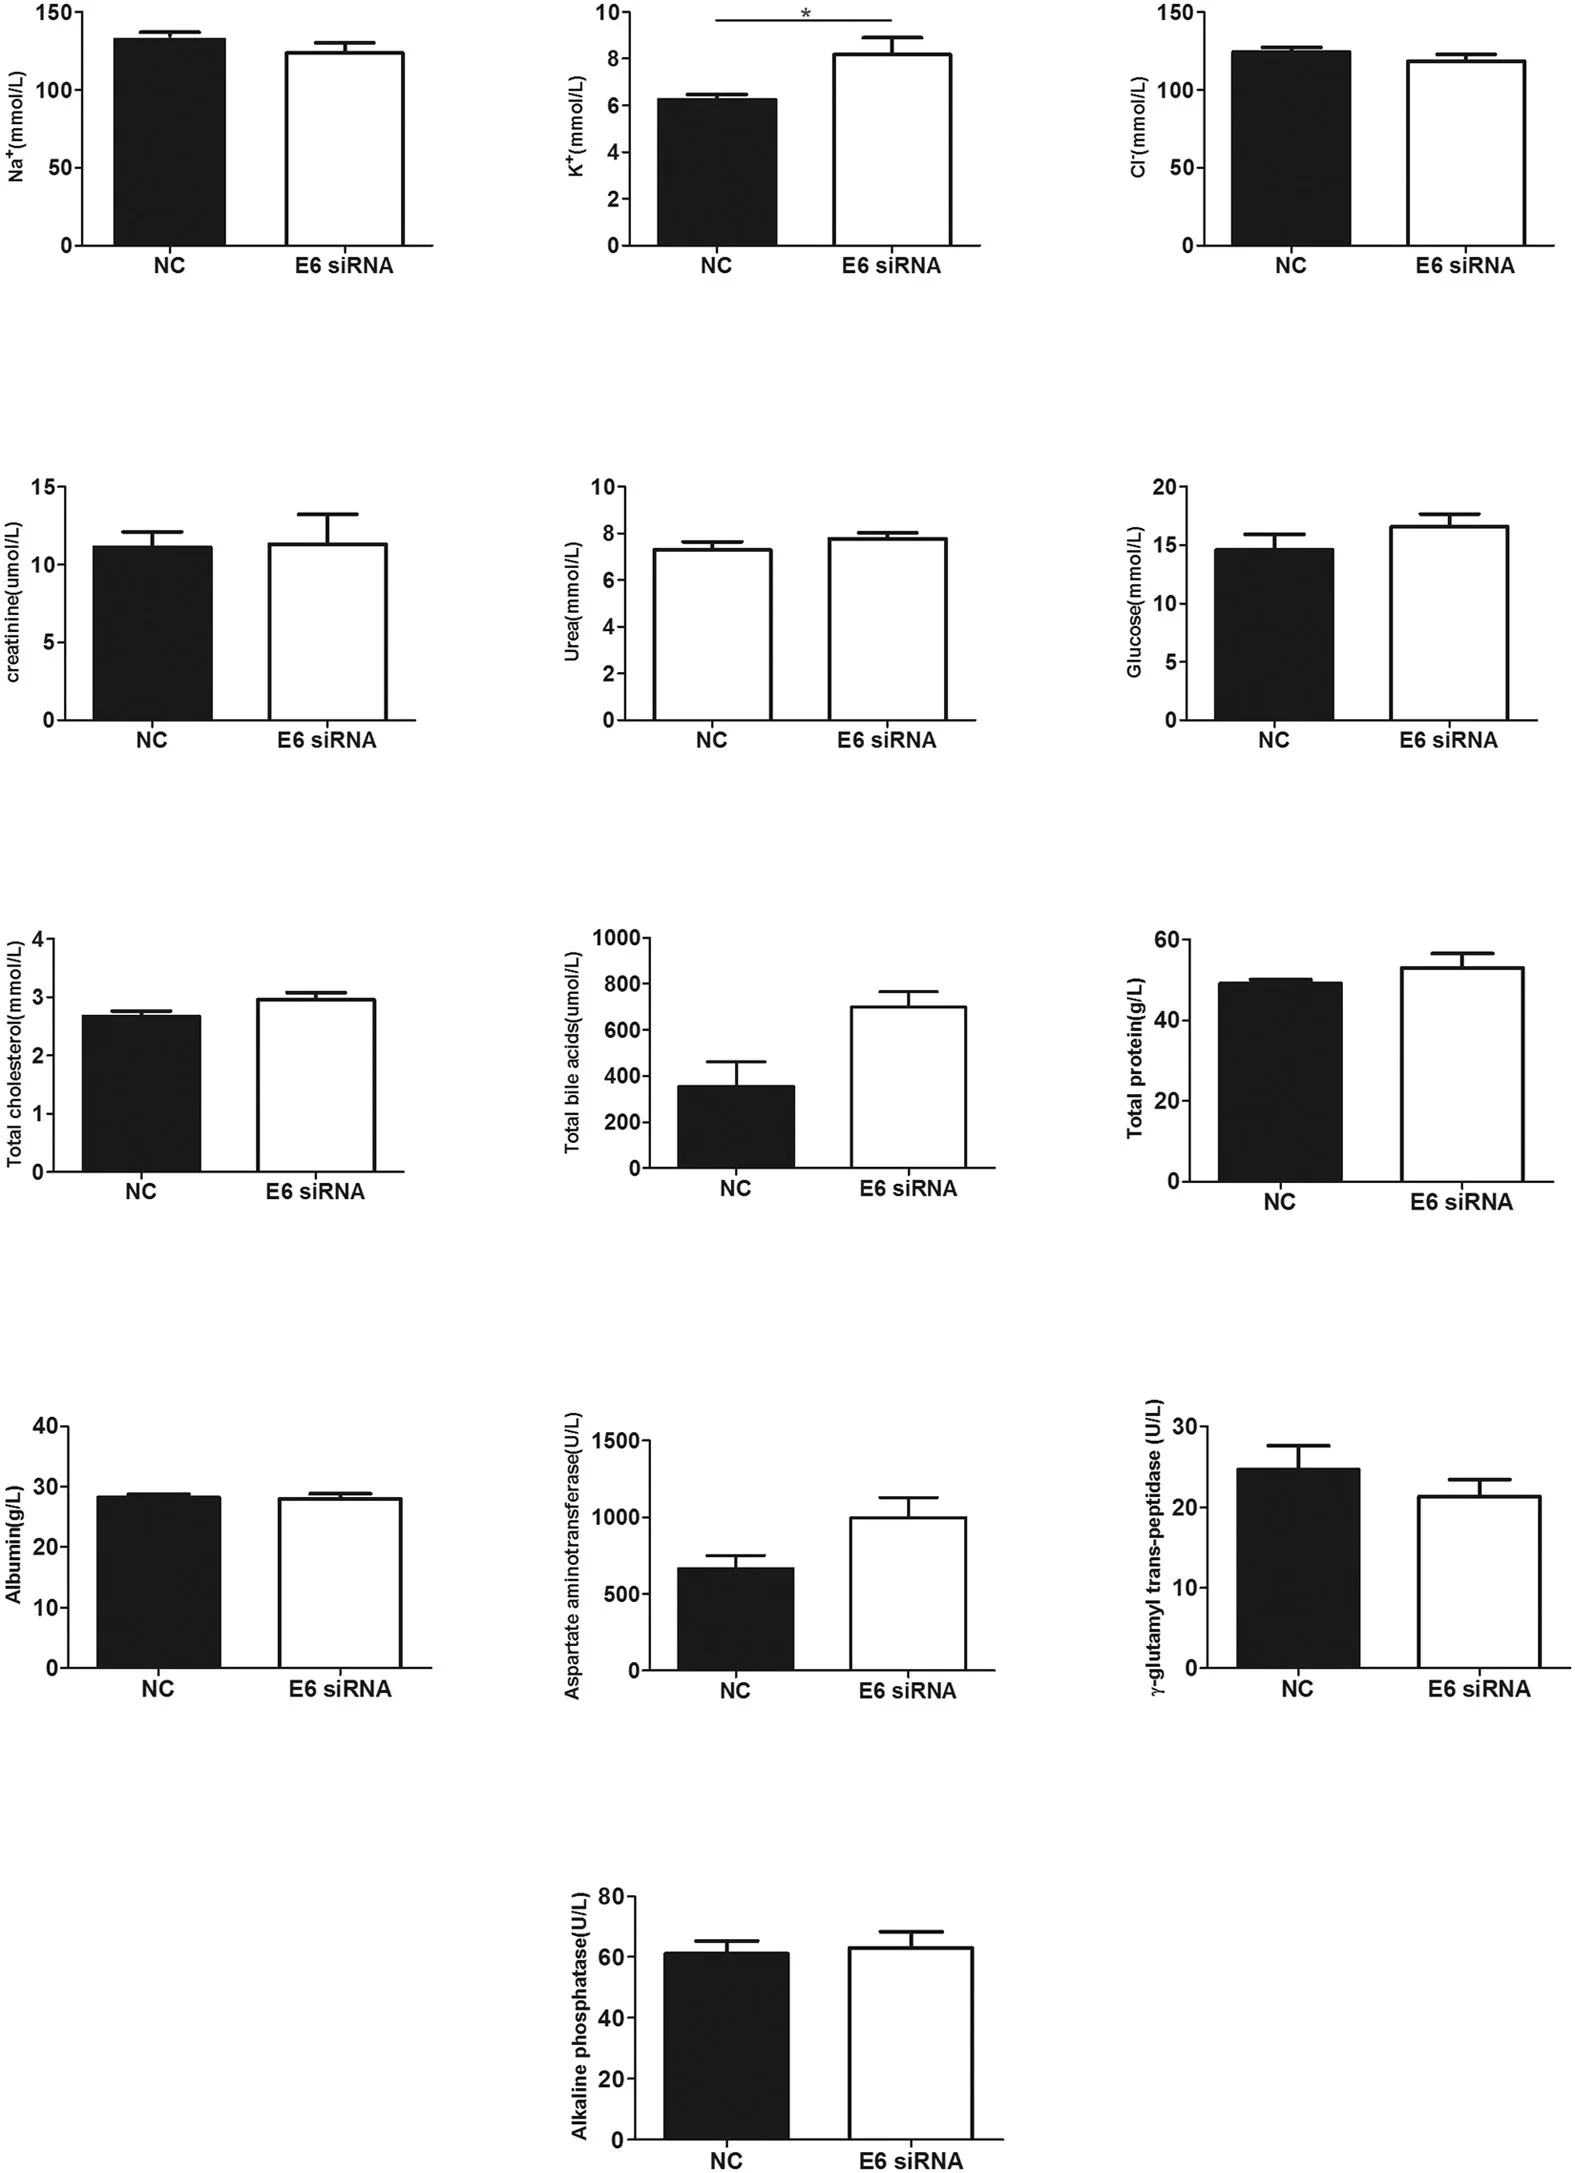 Na+(mmol/L)
150
100
50
0
NC
E6 siRNA
K+(mmol/L)
10
8
6
4
2
0
*
NC
E6 siRNA
Cl-(mmol/L)
150
100
50
0
NC
E6 siRNA
creatinine(umol/L)
15
10
5
0
NC
E6 siRNA
Urea(mmol/L)
10
8
6
4
2
0
NC
E6 siRNA
Glucose(mmol/L)
20
15
10
5
0
NC
E6 siRNA
Total cholesterol(mmol/L)
4
3
2
1
0
NC
E6 siRNA
Total bile acids(umol/L)
1000
800
600
400
200
0
NC
E6 siRNA
Total protein(g/L)
60
40
20
0
NC
E6 siRNA
Albumin(g/L)
40
30
20
10
0
NC
E6 siRNA
Aspartate aminotransferase(U/L)
1500
1000
500
0
NC
E6 siRNA
γ-glutamyl trans-peptidase (U/L)
30
20
10
0
NC
E6 siRNA
Alkaline phosphatase(U/L)
80
60
40
20
0
NC
E6 siRNA